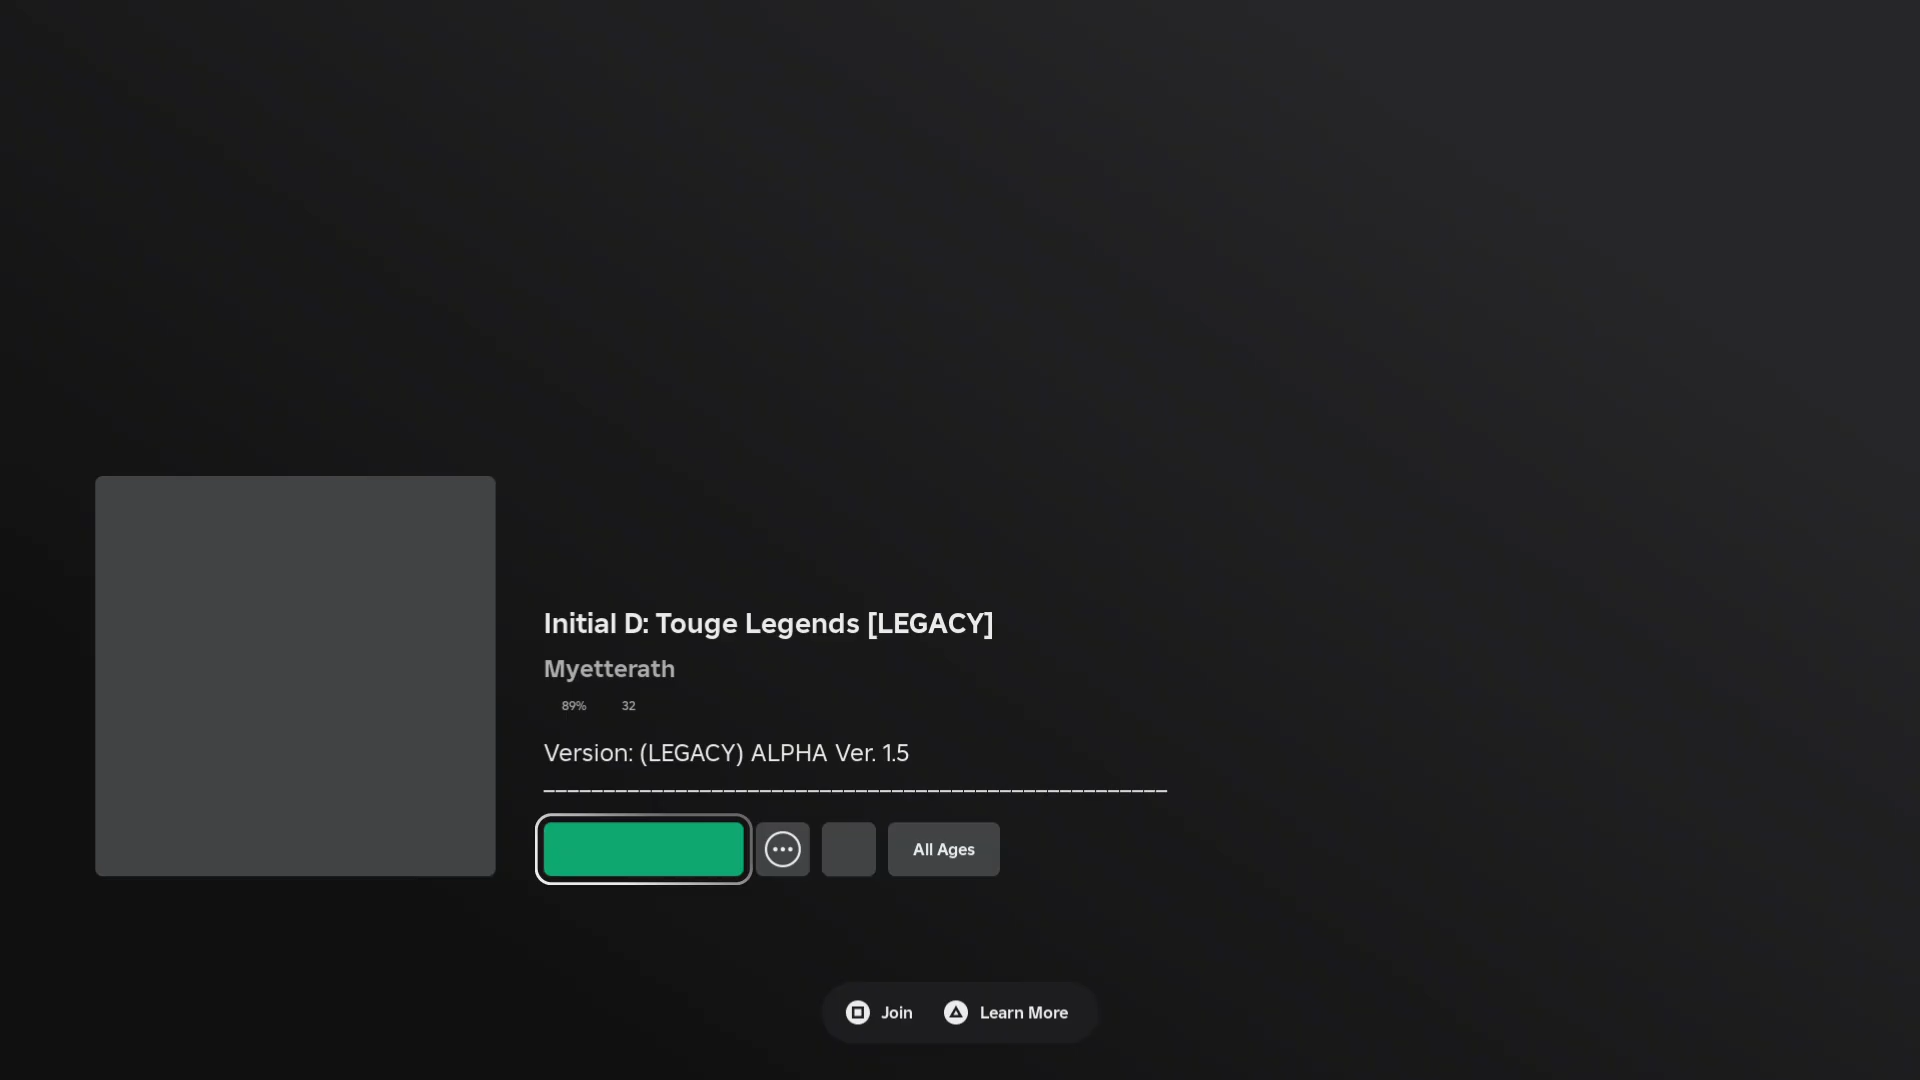 Initial D: Touge Legends [LEGACY]
Myetterath
89% 32
Version: (LEGACY) ALPHA Ver. 1.5
____________________________________________________
All Ages
Join Learn More